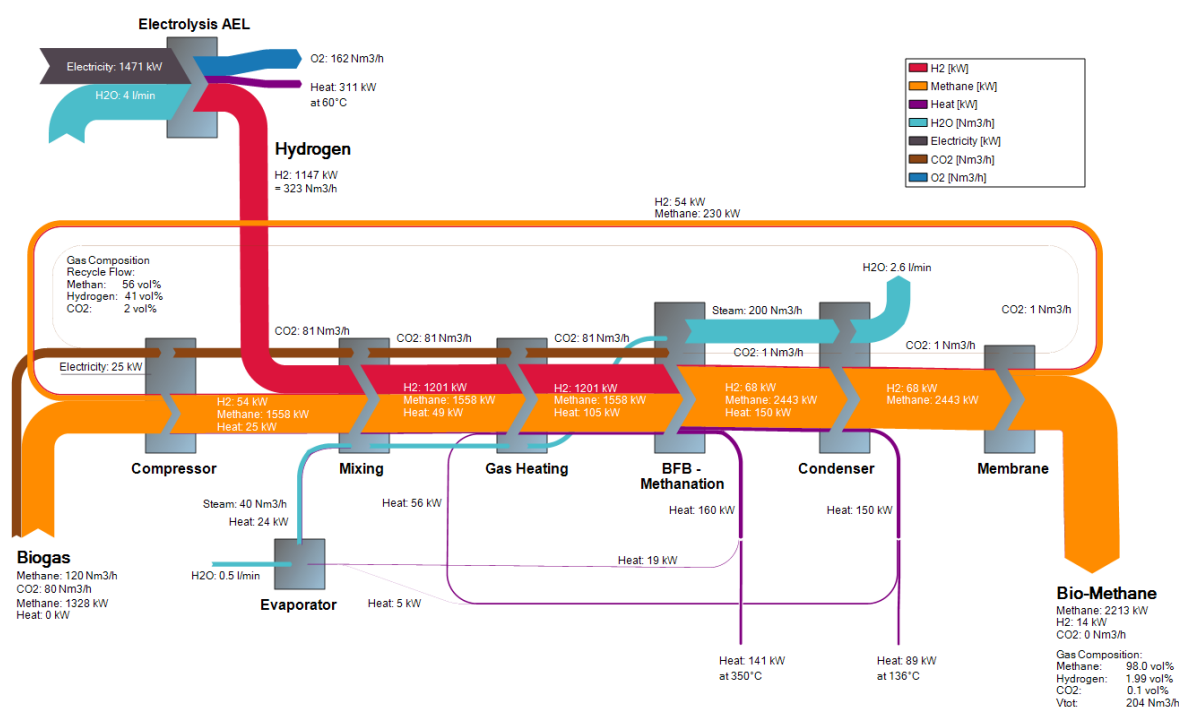 Electrolysis AEL
Electricity: 1471 kW
H2O: 4 l/min
O2: 162 Nm3/h
Heat: 311 kW
at 60°C
Hydrogen
H2: 1147 kW
= 323 Nm3/h
H2 [kW]
Methane [kW]
Heat [kW]
H2O [Nm3/h]
Electricity [kW]
CO2 [Nm3/h]
O2 [Nm3/h]
H2: 54 kW
Methane: 230 kW
Gas Composition
Recycle Flow:
Methan: 56 vol%
Hydrogen: 41 vol%
CO2: 2 vol%
H2O: 2.6 l/min
Steam: 200 Nm3/h
CO2: 1 Nm3/h
CO2: 81 Nm3/h
CO2: 81 Nm3/h
CO2: 81 Nm3/h
CO2: 1 Nm3/h
CO2: 1 Nm3/h
Electricity: 25 kW
H2: 54 kW
Methane: 1558 kW
Heat: 25 kW
H2: 1201 kW
Methane: 1558 kW
Heat: 49 kW
H2: 1201 kW
Methane: 1558 kW
Heat: 105 kW
H2: 68 kW
Methane: 2443 kW
Heat: 150 kW
H2: 68 kW
Methane: 2443 kW
Compressor
Mixing
Gas Heating
BFB -
Methanation
Condenser
Membrane
Steam: 40 Nm3/h
Heat: 24 kW
Heat: 56 kW
Heat: 160 kW
Heat: 150 kW
Biogas
Methane: 120 Nm3/h
CO2: 80 Nm3/h
Methane: 1328 kW
Heat: 0 kW
H2O: 0.5 l/min
Evaporator
Heat: 19 kW
Heat: 5 kW
Heat: 141 kW
at 350°C
Heat: 89 kW
at 136°C
Bio-Methane
Methane: 2213 kW
H2: 14 kW
CO2: 0 Nm3/h
Gas Composition:
Methane: 98.0 vol%
Hydrogen: 1.99 vol%
CO2: 0.1 vol%
Vtot: 204 Nm3/h